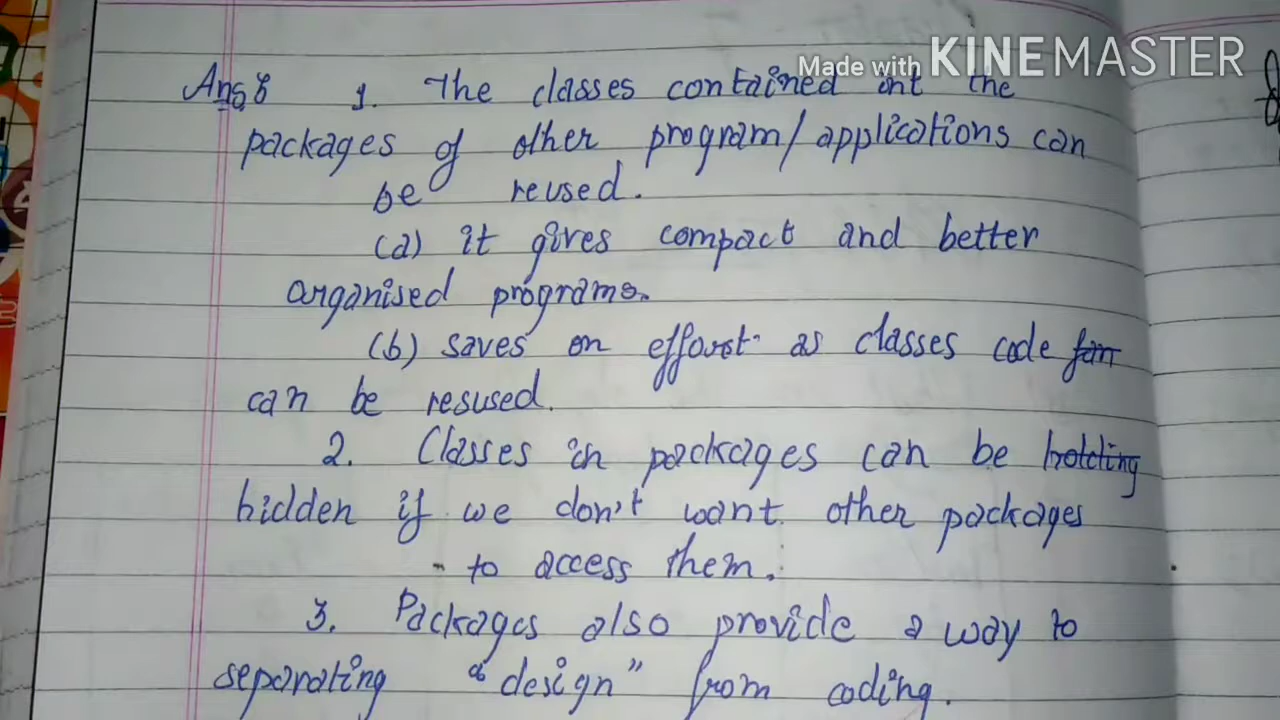 Made with KINEMASTER
Ans 1. The classes contained int the
packages of other program/applications can
be reused.
(a) it gives compact and better
organised programs.
(b) saves on effort as classes code
can be resused.
2. Classes in packages can be
hidden if we don't want other packages
to access them.
3. Packages also provide a way to
separating "design" from coding.